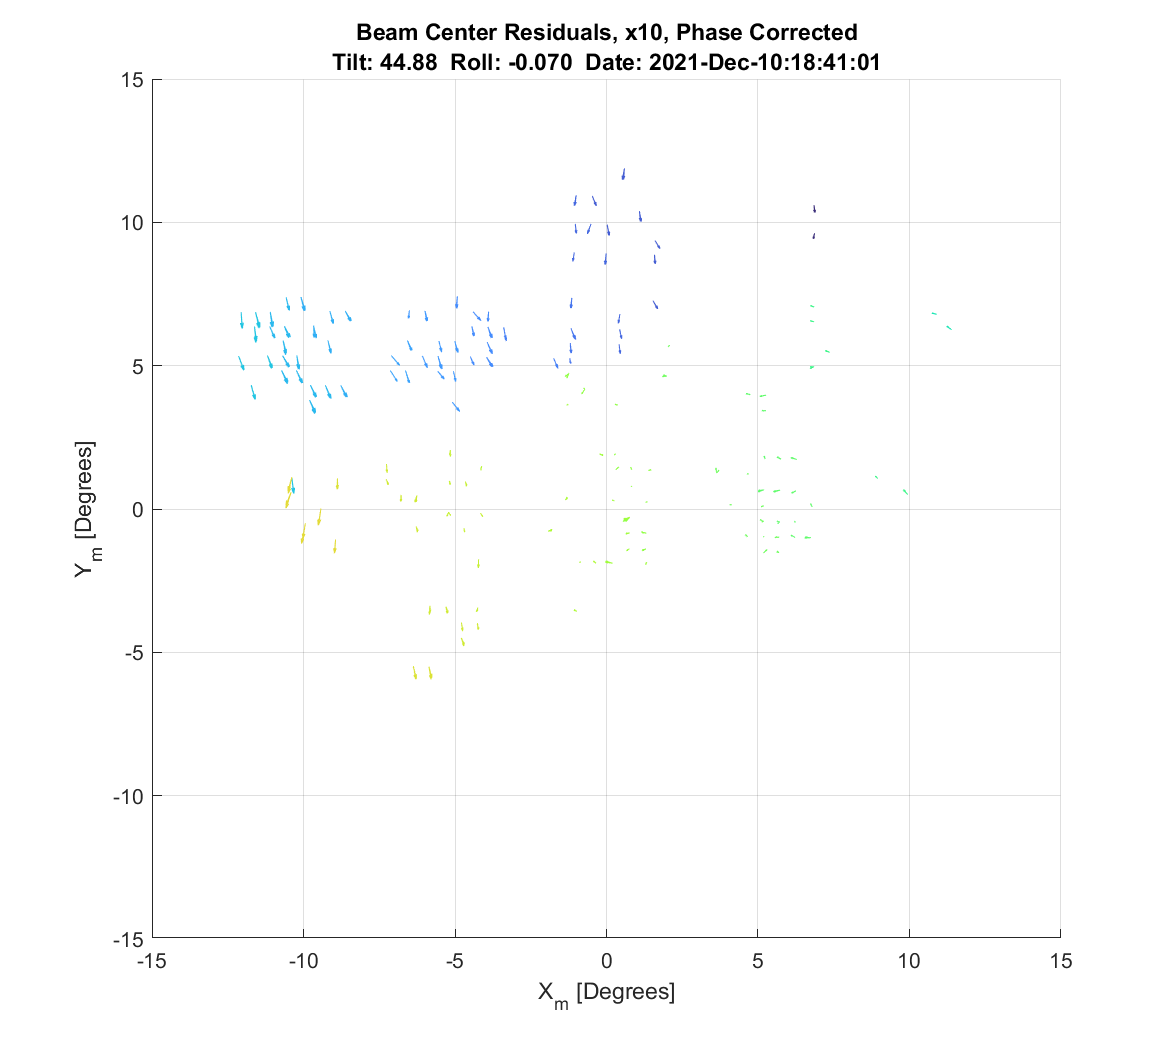 Beam Center Residuals, x10, Phase Corrected
Tilt: 44.88  Roll: -0.070  Date: 2021-Dec-10:18:41:01
15
10
5
0
-5
-10
-15
Y_m [Degrees]
-15 -10 -5 0 5 10 15
X_m [Degrees]